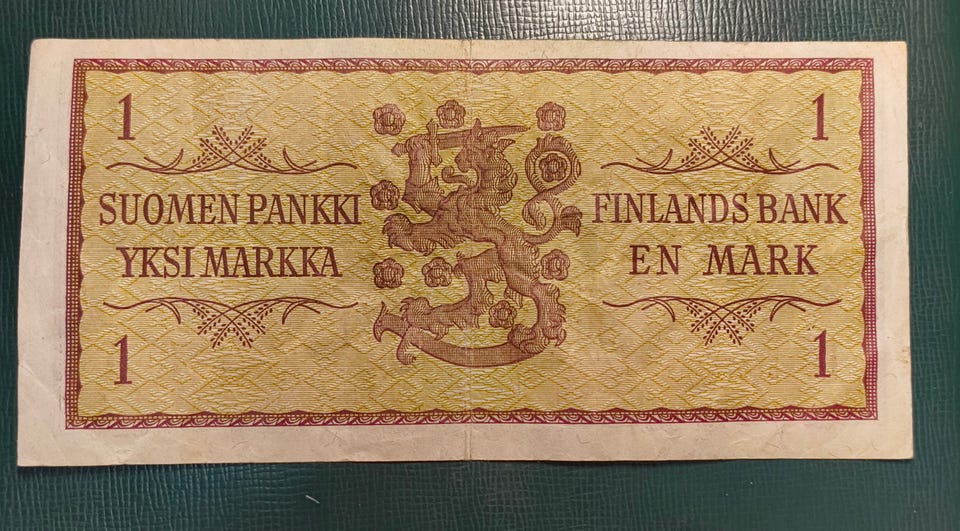 1
SUOMEN PANKKI
YKSI MARKKA
1
1
FINLANDS BANK
EN MARK
1